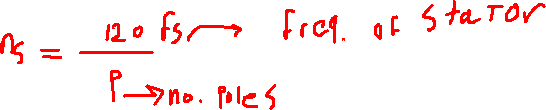 ns = 120 fs → freq. of stator
P → no. poles